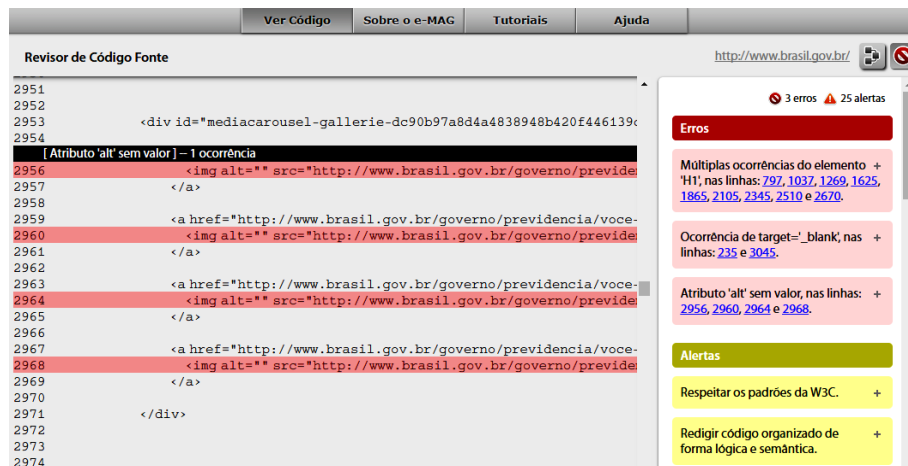 Ver Código Sobre o e-MAG Tutoriais Ajuda
Revisor de Código Fonte
http://www.brasil.gov.br/
2951
2952
2953 <div id="mediacarousel-gallerie-dc90b97a8d4a4838948b420f446139
2954
[ Atributo 'alt' sem valor ] – 1 ocorrência
2956 <img alt="" src="http://www.brasil.gov.br/governo/previde
2957 </a>
2958
2959 <a href="http://www.brasil.gov.br/governo/previdencia/voce-
2960 <img alt="" src="http://www.brasil.gov.br/governo/previde
2961 </a>
2962
2963 <a href="http://www.brasil.gov.br/governo/previdencia/voce-
2964 <img alt="" src="http://www.brasil.gov.br/governo/previde
2965 </a>
2966
2967 <a href="http://www.brasil.gov.br/governo/previdencia/voce-
2968 <img alt="" src="http://www.brasil.gov.br/governo/previde
2969 </a>
2970
2971 </div>
2972
2973
2974
3 erros 25 alertas
Erros
Múltiplas ocorrências do elemento +
'H1', nas linhas: 797, 1037, 1269, 1625,
1865, 2105, 2345, 2510 e 2670.
Ocorrência de target='_blank', nas +
linhas: 235 e 3045.
Atributo 'alt' sem valor, nas linhas: +
2956, 2960, 2964 e 2968.
Alertas
Respeitar os padrões da W3C. +
Redigir código organizado de +
forma lógica e semântica.